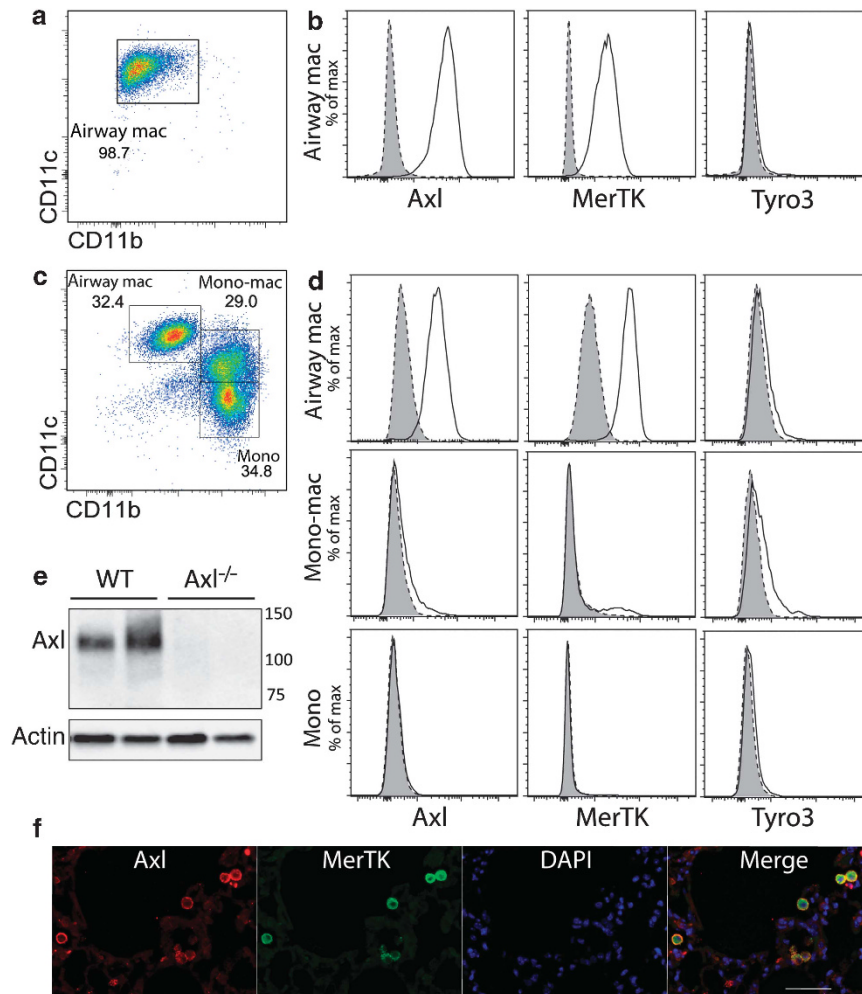 a
Airway mac
98.7
CD11c
CD11b
b
Airway mac
% of max
Axl
MerTK
Tyro3
c
Airway mac
32.4
Mono-mac
29.0
Mono
34.8
CD11c
CD11b
d
Airway mac
% of max
Mono-mac
% of max
Mono
% of max
Axl
MerTK
Tyro3
e
WT
Axl-/-
Axl
150
100
75
Actin
f
Axl
MerTK
DAPI
Merge